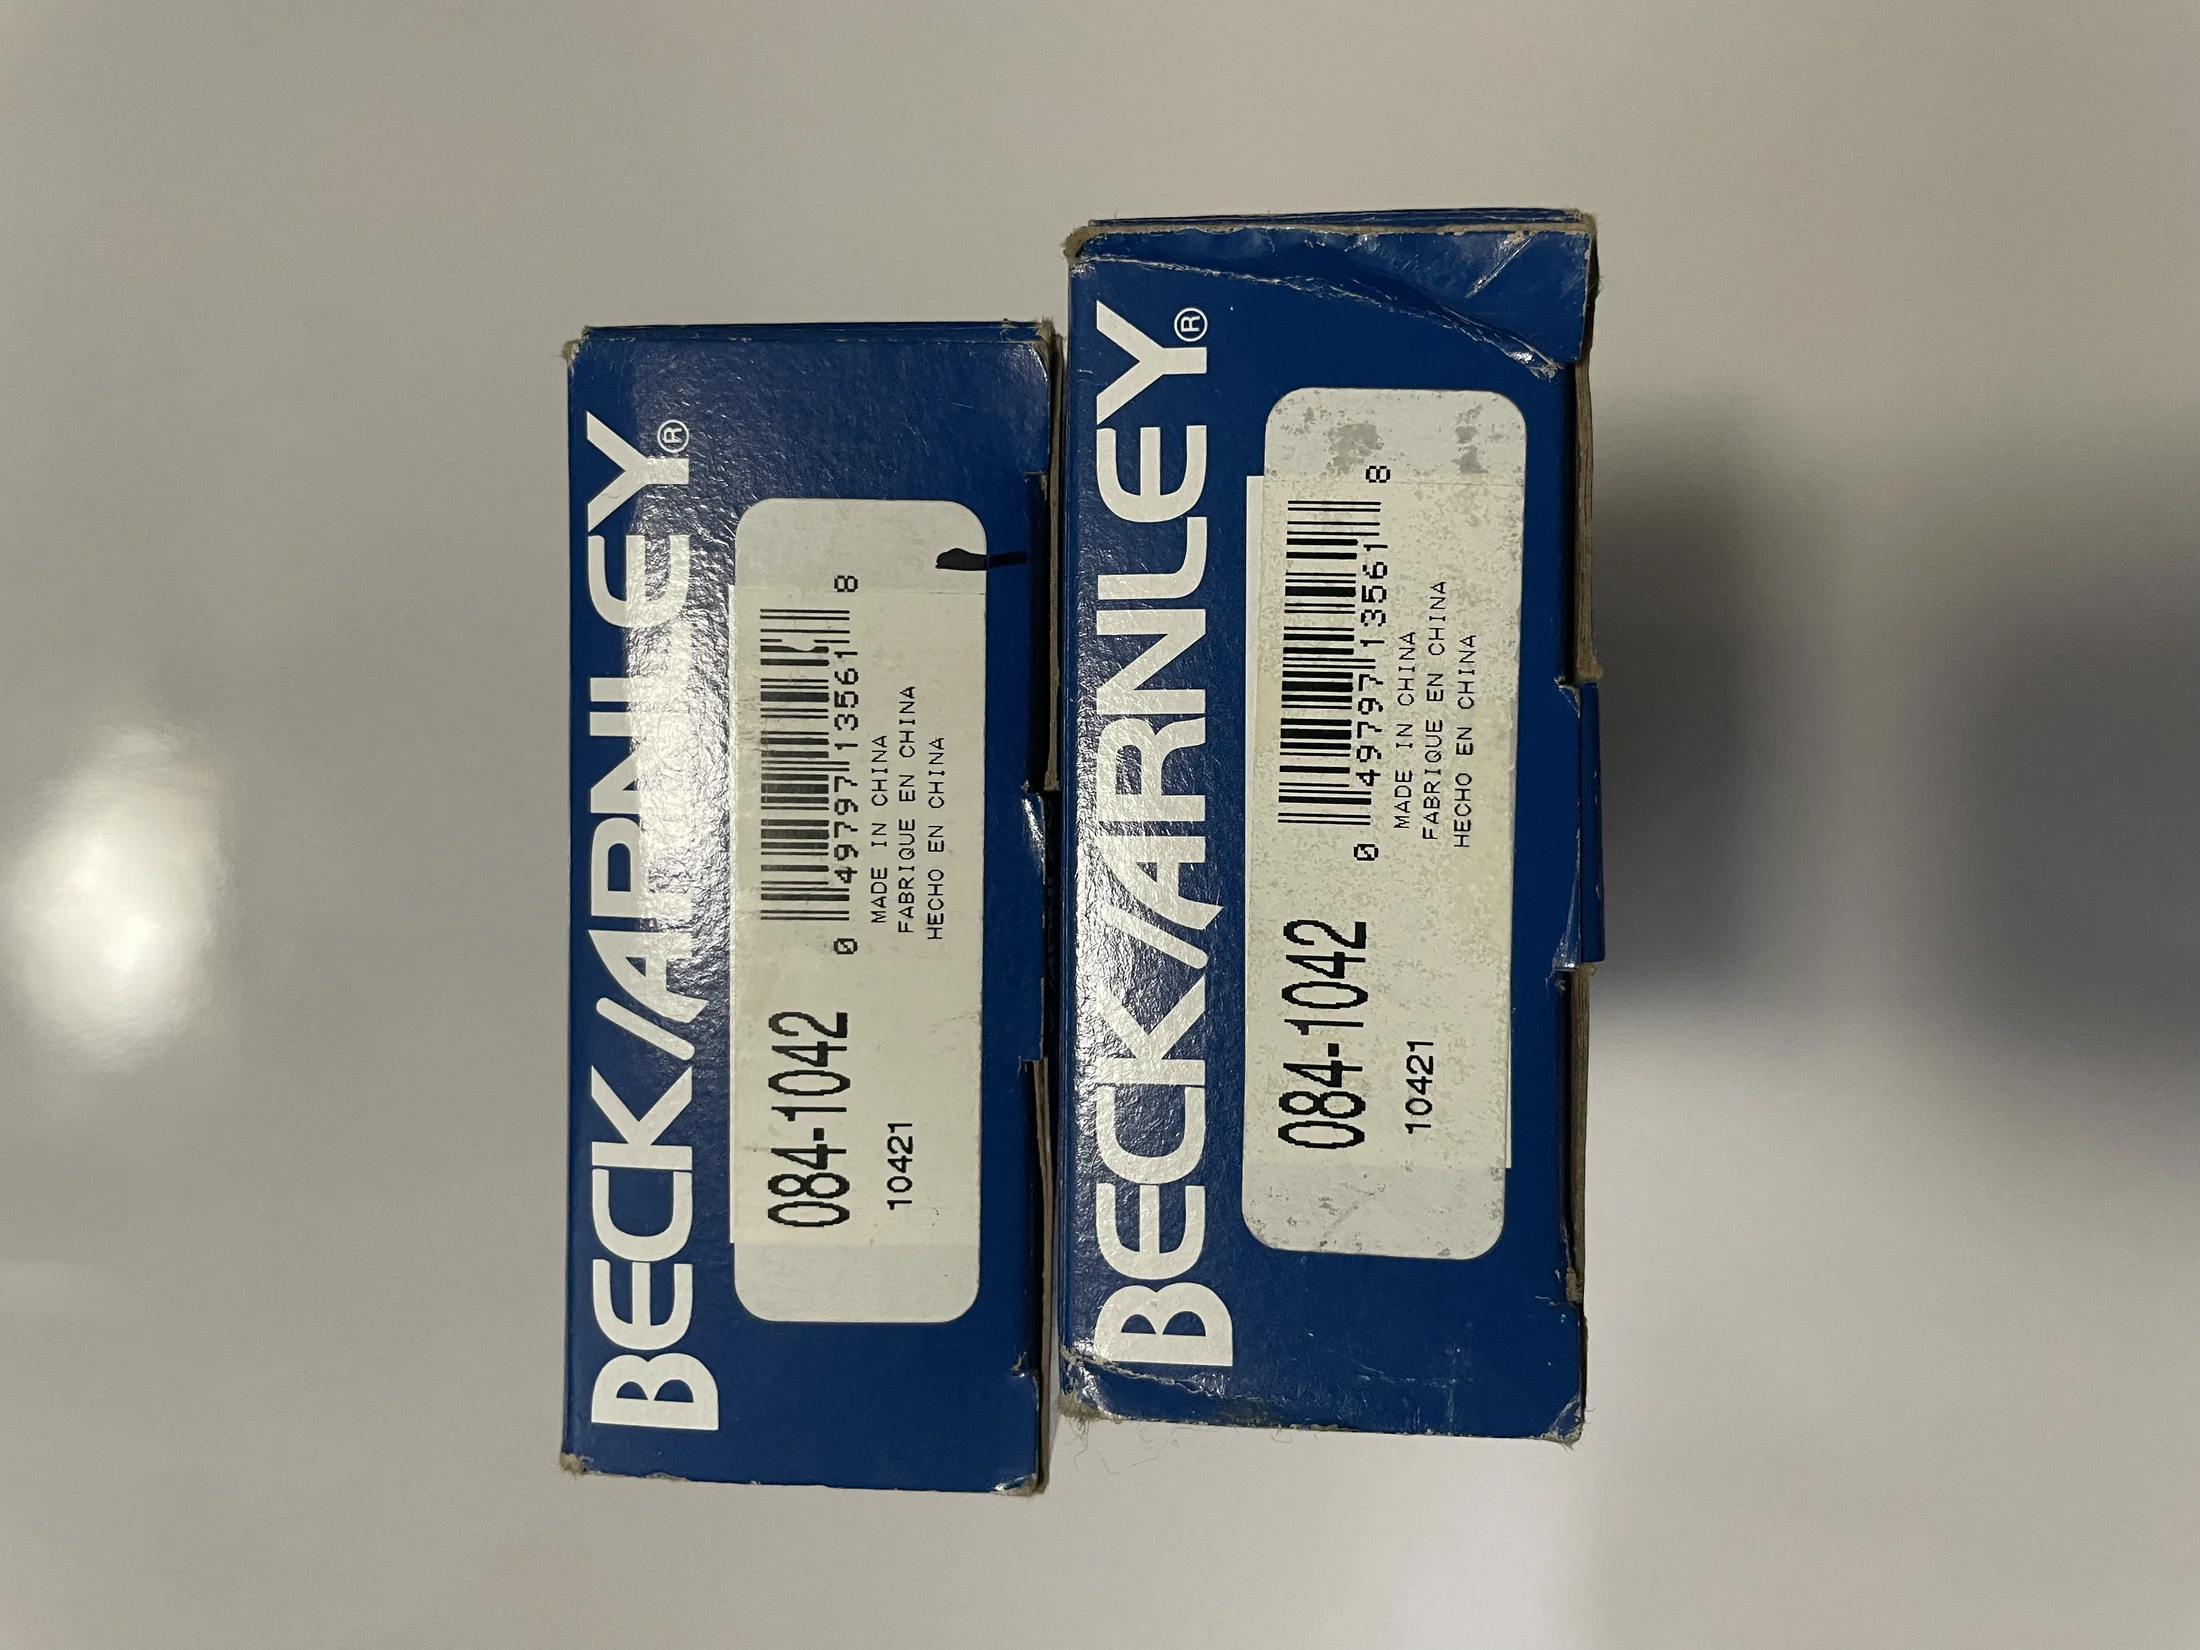 BECK/ARNLEY®
084-1042
10421
0 49797 13561 8
MADE IN CHINA
FABRIQUE EN CHINA
HECHO EN CHINA
BECK/ARNLEY®
084-1042
10421
0 49797 13561 8
MADE IN CHINA
FABRIQUE EN CHINA
HECHO EN CHINA